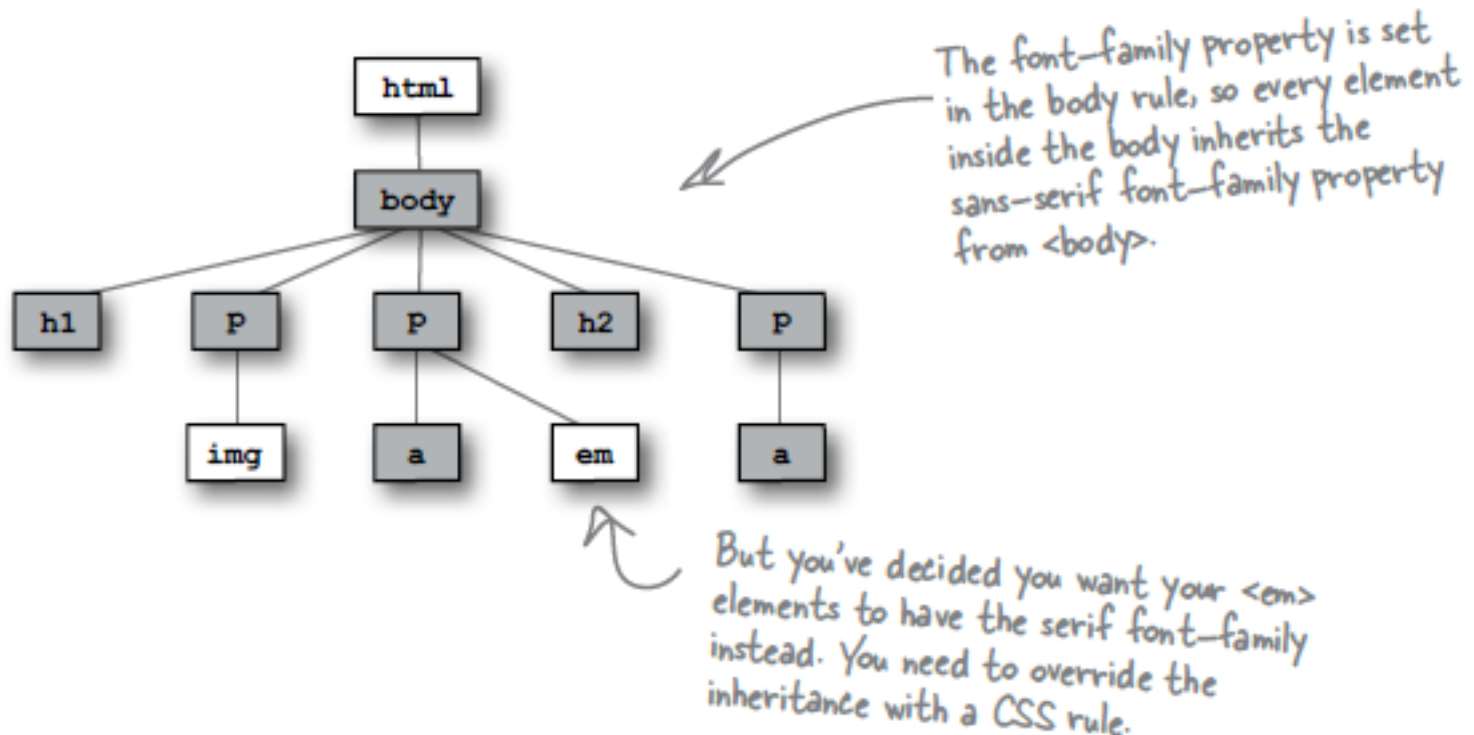 html
The font-family property is set
in the body rule, so every element
inside the body inherits the
sans-serif font-family property
from <body>.
body
h1
p
p
h2
p
img
a
em
a
But you've decided you want your <em>
elements to have the serif font-family
instead. You need to override the
inheritance with a CSS rule.